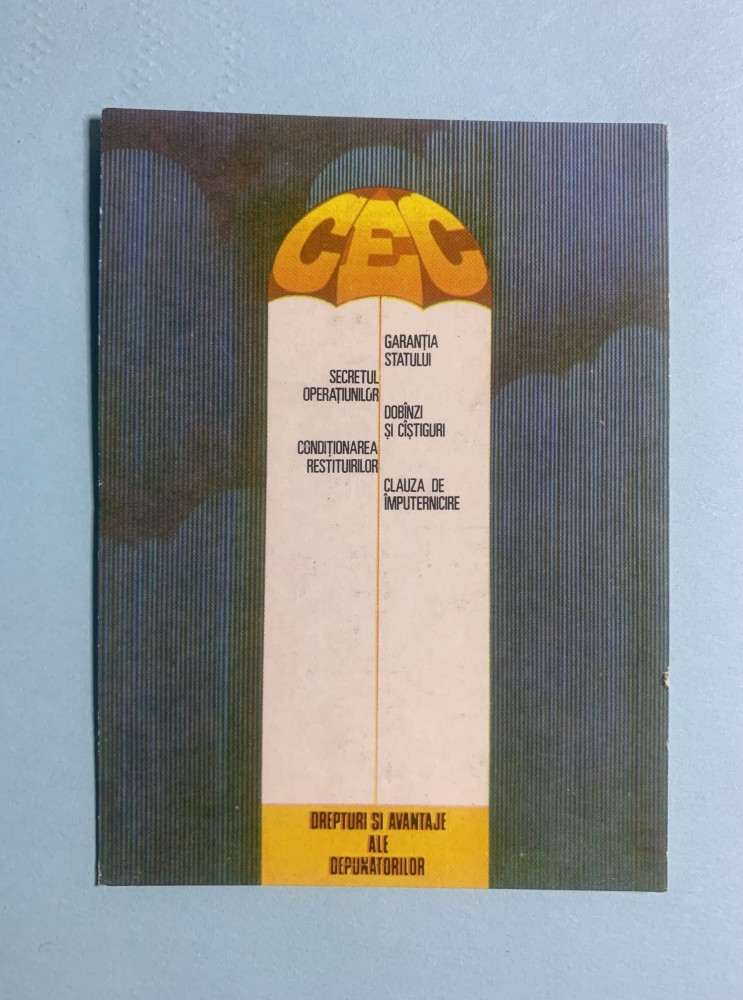 CEC
GARANȚIA
STATULUI
SECRETUL
OPERAȚIUNILOR
DOBÎNZI
ȘI CÎȘTIGURI
CONDIȚIONAREA
RESTITUIRILOR
CLAUZA DE
ÎMPUTERNICIRE
DREPTURI ȘI AVANTAJE
ALE
DEPUNĂTORILOR